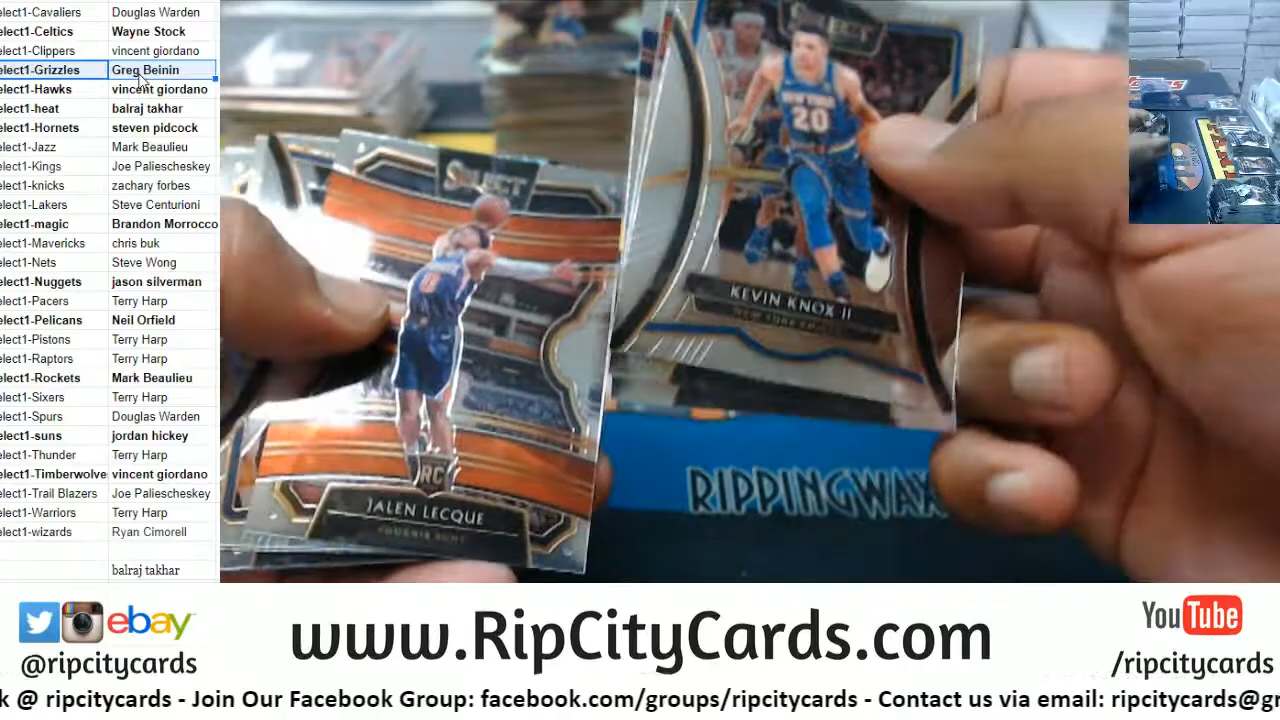 elect1-Cavaliers Douglas Warden
elect1-Celtics Wayne Stock
elect1-Clippers vincent giordano
elect1-Grizzles Greg Beinin
elect1-Hawks vincent giordano
elect1-heat balraj takhar
elect1-Hornets steven pidcock
elect1-Jazz Mark Beaulieu
elect1-Kings Joe Paliescheskey
elect1-knicks zachary forbes
elect1-Lakers Steve Centurioni
elect1-magic Brandon Morrocco
elect1-Mavericks chris buk
elect1-Nets Steve Wong
elect1-Nuggets jason silverman
elect1-Pacers Terry Harp
elect1-Pelicans Neil Orfield
elect1-Pistons Terry Harp
elect1-Raptors Terry Harp
elect1-Rockets Mark Beaulieu
elect1-Sixers Terry Harp
elect1-Spurs Douglas Warden
elect1-suns jordan hickey
elect1-Thunder Terry Harp
elect1-Timberwolve vincent giordano
elect1-Trail Blazers Joe Paliescheskey
elect1-Warriors Terry Harp
elect1-wizards Ryan Cimorell
balraj takhar
SELECT
NEW YORK
20
KEVIN KNOX II
SELECT
RC
JALEN LECQUE
PHOENIX SUNS
RIPPINGWAX
ebay
@ripcitycards
www.RipCityCards.com
YouTube
/ripcitycards
k @ ripcitycards - Join Our Facebook Group: facebook.com/groups/ripcitycards - Contact us via email: ripcitycards@g